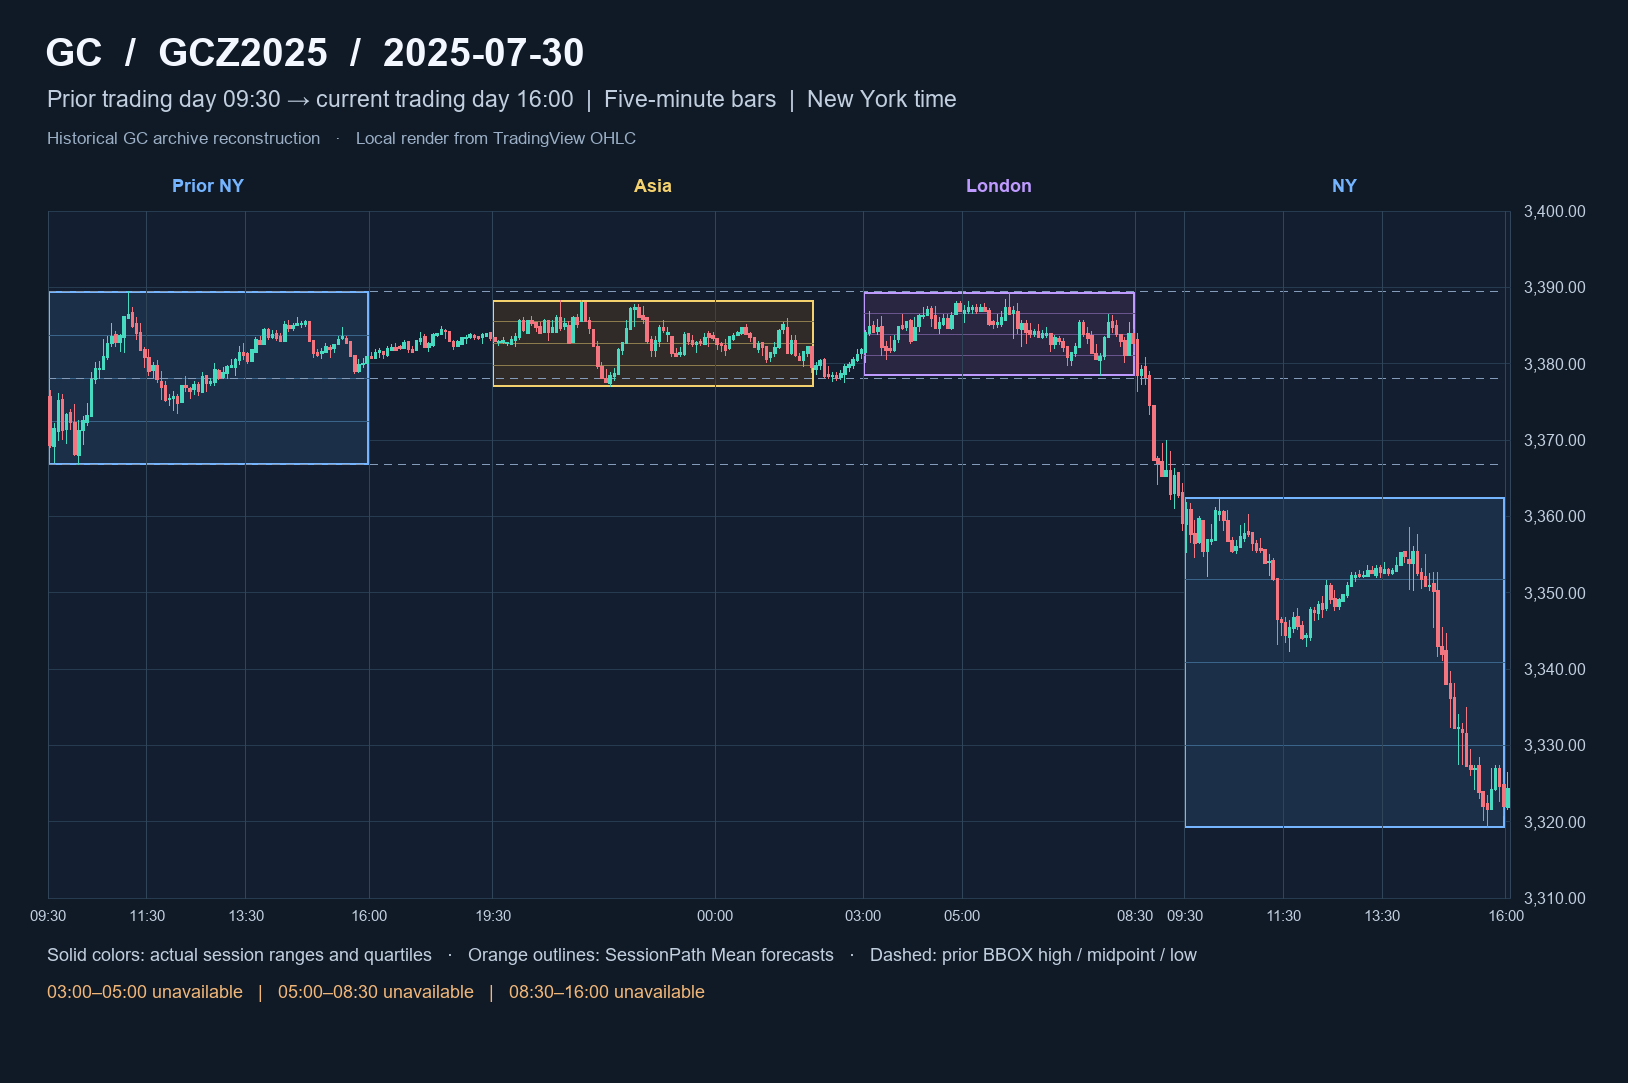 GC / GCZ2025 / 2025-07-30
Prior trading day 09:30 → current trading day 16:00 | Five-minute bars | New York time
Historical GC archive reconstruction · Local render from TradingView OHLC
Prior NY Asia London NY
3,400.00
3,390.00
3,380.00
3,370.00
3,360.00
3,350.00
3,340.00
3,330.00
3,320.00
3,310.00
09:30 11:30 13:30 16:00 19:30 00:00 03:00 05:00 08:30 09:30 11:30 13:30 16:00
Solid colors: actual session ranges and quartiles · Orange outlines: SessionPath Mean forecasts · Dashed: prior BBOX high / midpoint / low
03:00–05:00 unavailable | 05:00–08:30 unavailable | 08:30–16:00 unavailable